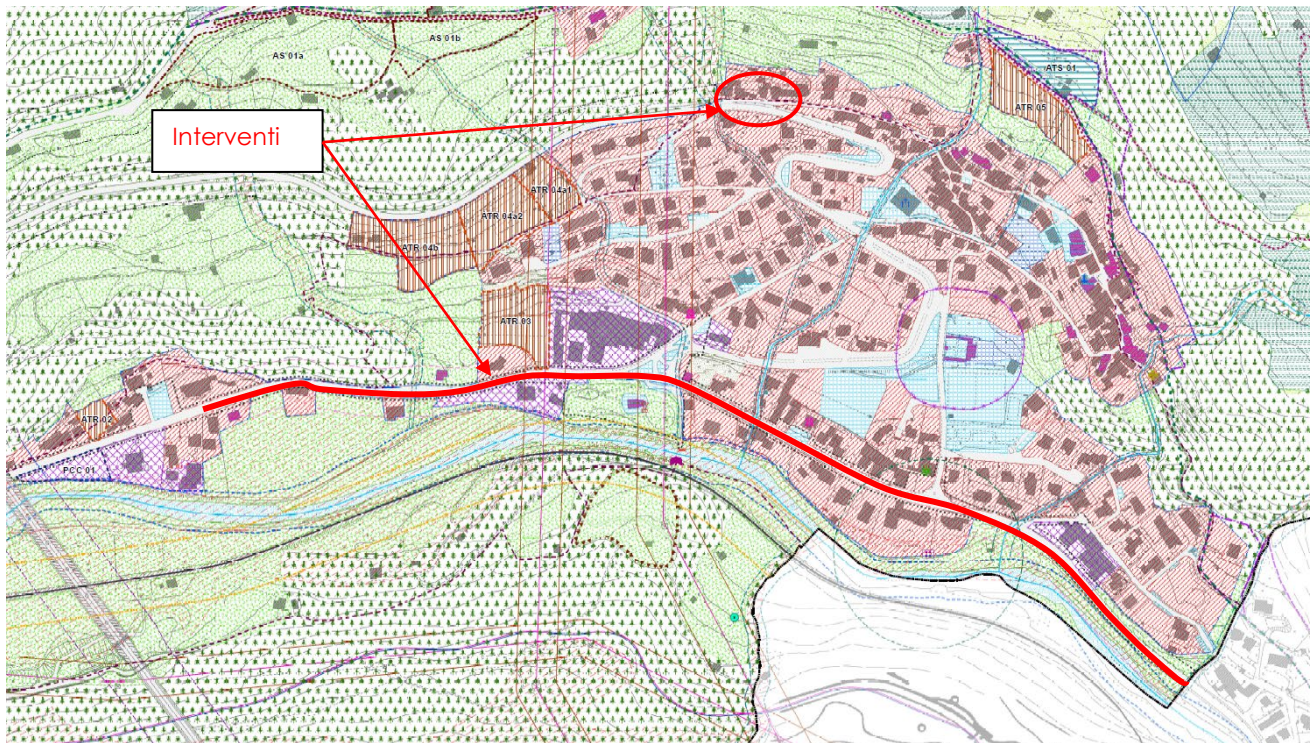 AS 01a
AS 01b
ATS 01
ATR 05
Interventi
ATR 04a1
ATR 04a2
ATR 04b
ATR 03
ATR 02
PCC 01